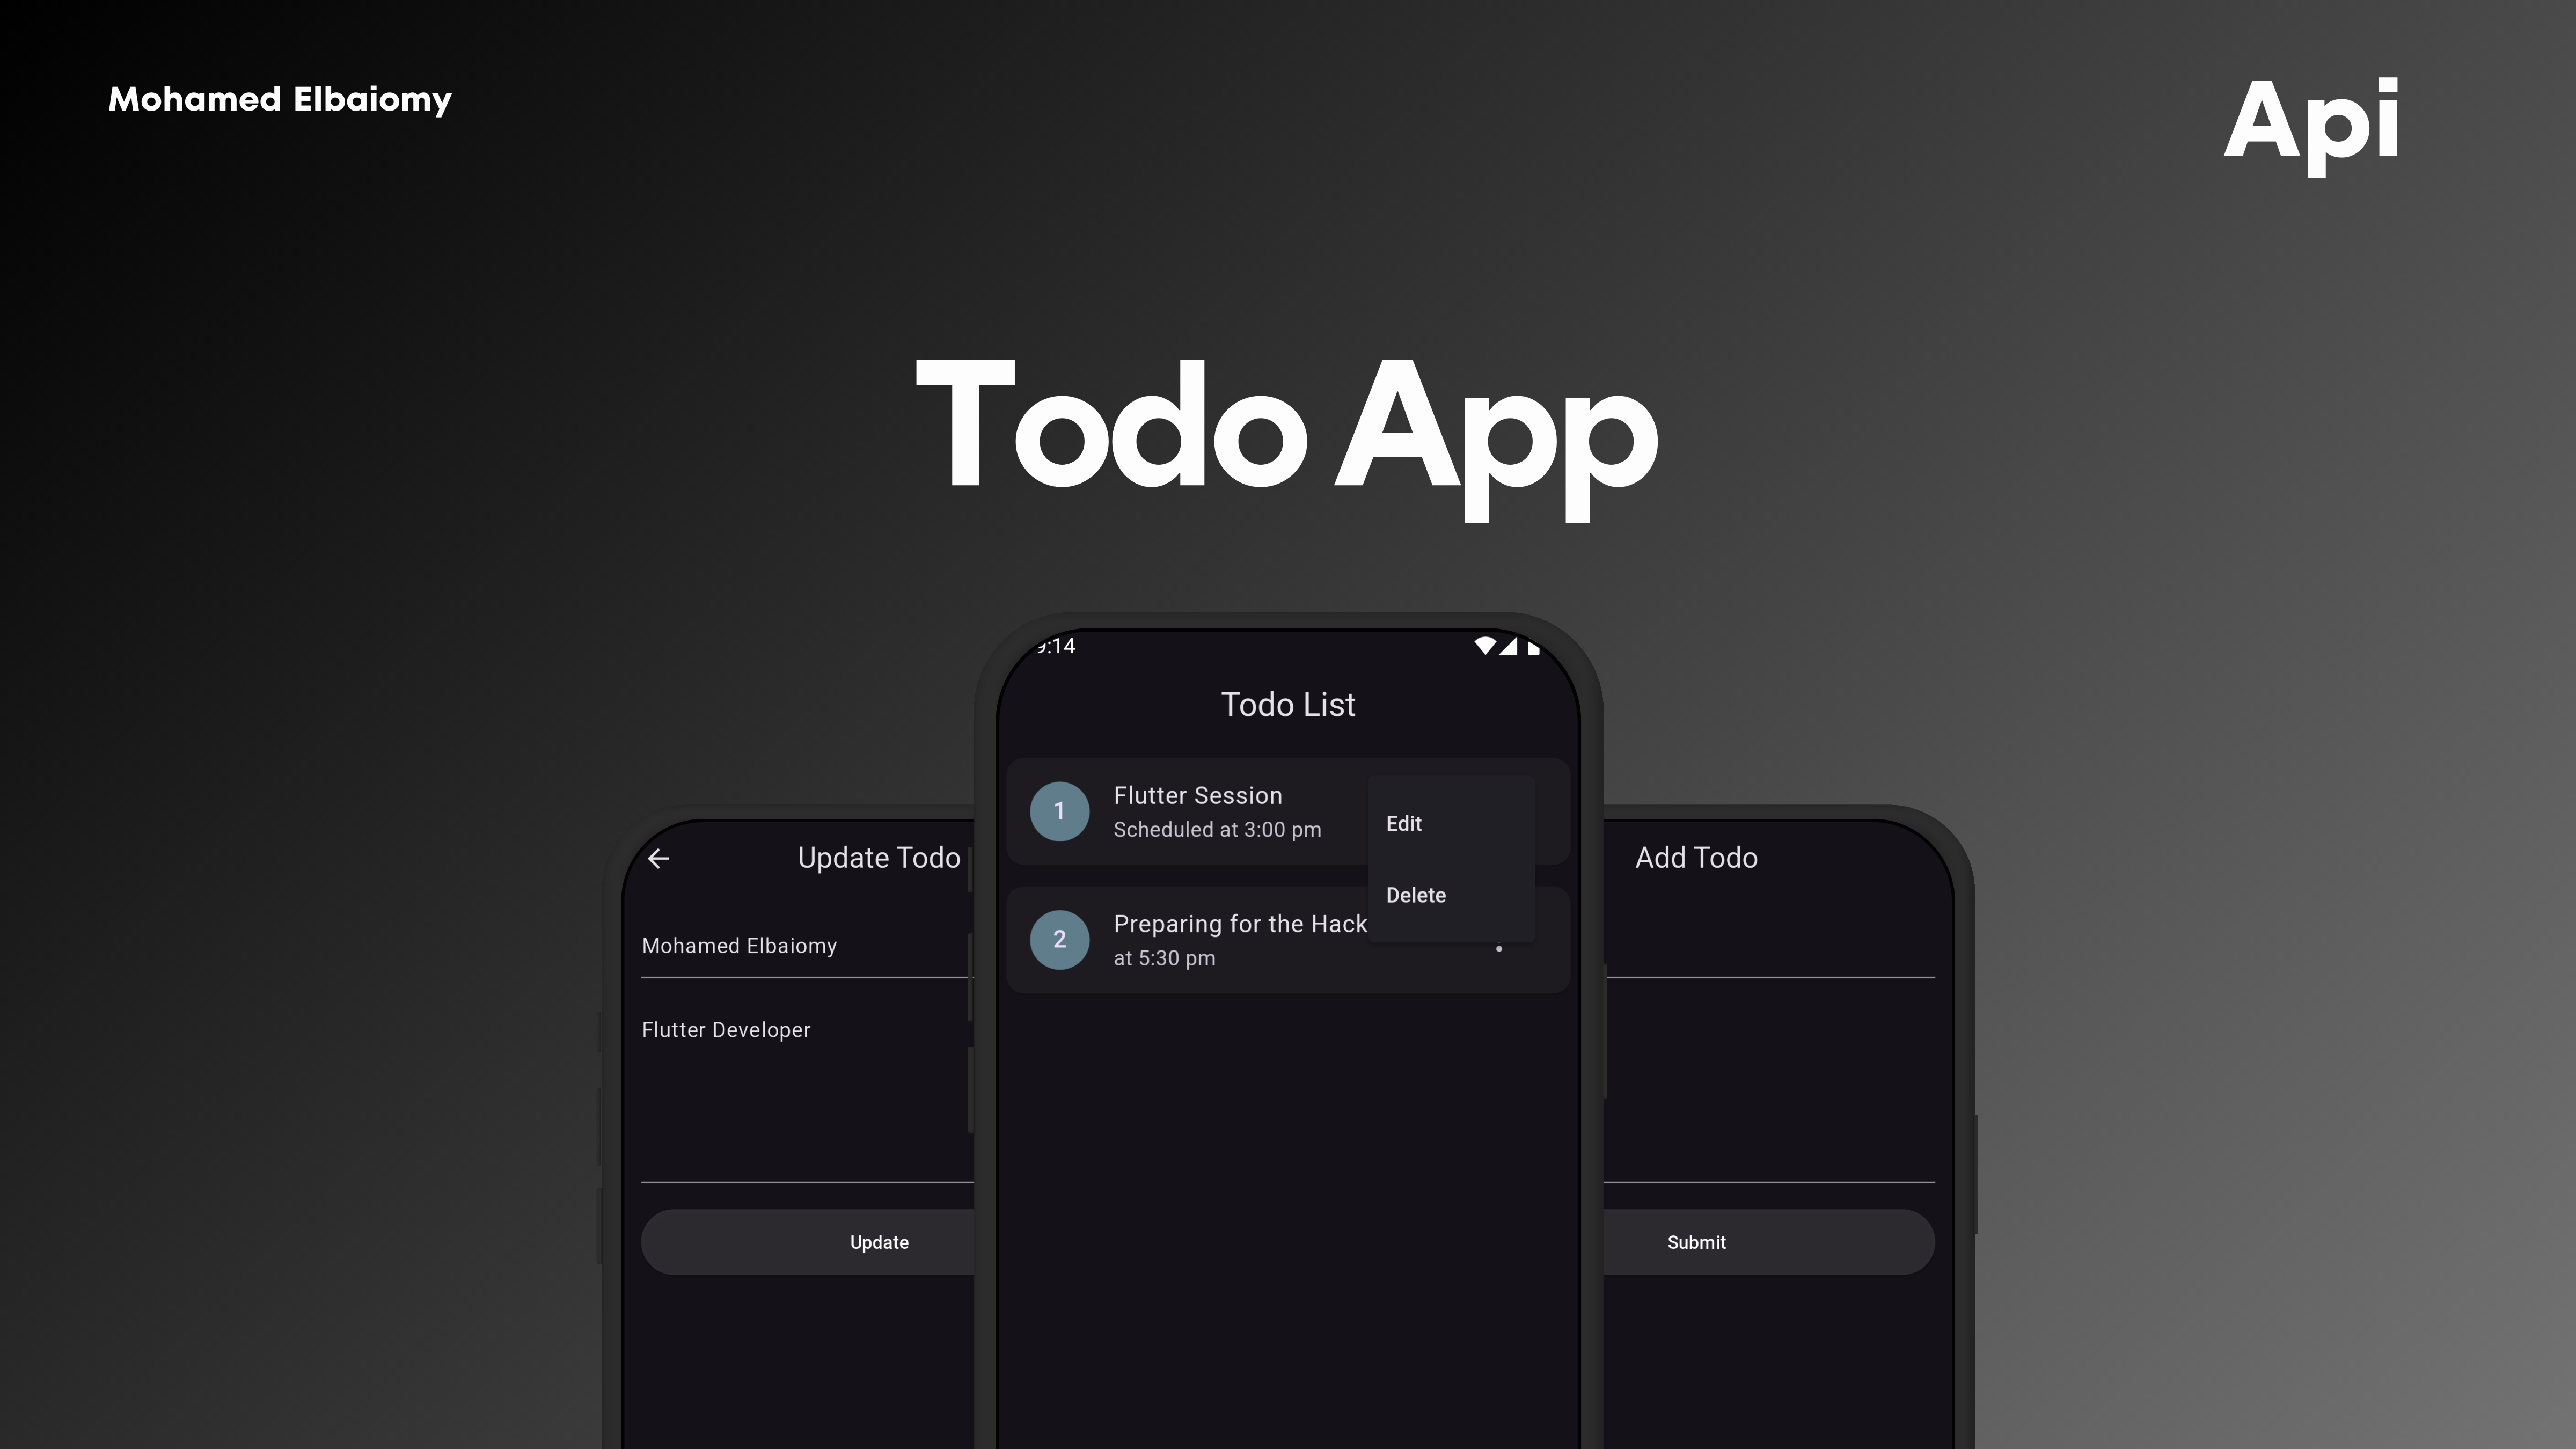 Mohamed Elbaiomy
Api
Todo App
9:14
Todo List
1
Flutter Session
Scheduled at 3:00 pm
Edit
Delete
2
Preparing for the Hack
at 5:30 pm
Update Todo
Mohamed Elbaiomy
Flutter Developer
Update
Add Todo
Submit